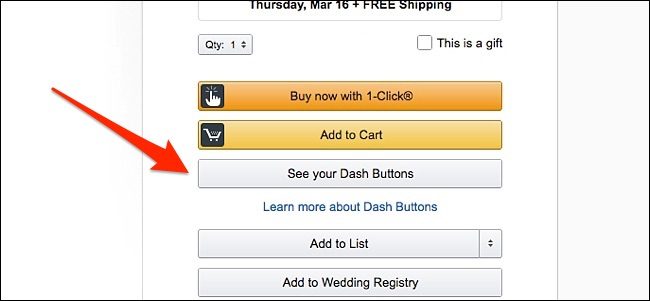 Thursday, Mar 16 + FREE Shipping
Qty: 1
This is a gift
Buy now with 1-Click®
Add to Cart
See your Dash Buttons
Learn more about Dash Buttons
Add to List
Add to Wedding Registry